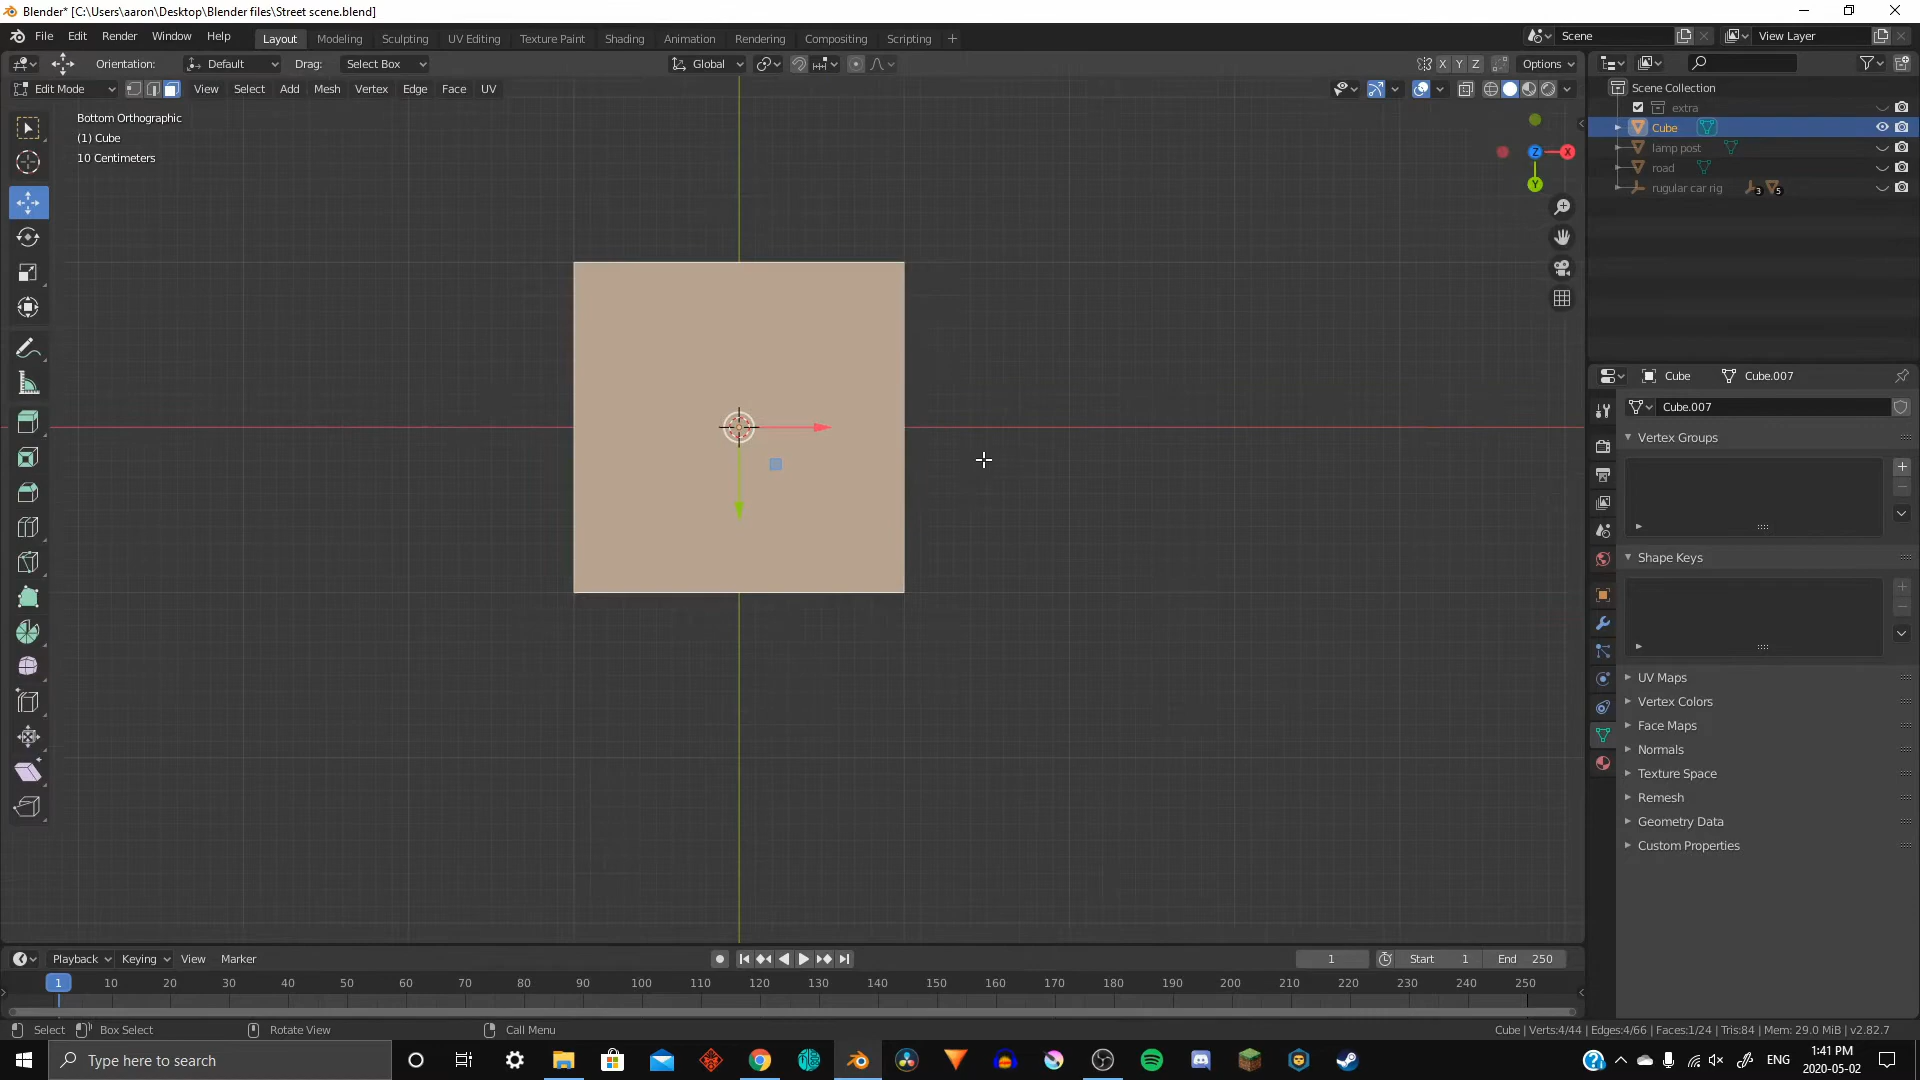 Blender* [C:\Users\aaron\Desktop\Blender files\Street scene.blend]
File Edit Render Window Help Layout Modeling Sculpting UV Editing Texture Paint Shading Animation Rendering Compositing Scripting + Scene View Layer
Orientation: Default Drag: Select Box Global X Y Z Options
Edit Mode View Select Add Mesh Vertex Edge Face UV
Scene Collection
extra
Cube
lamp post
road
rugular car rig 3 5
Bottom Orthographic
(1) Cube
10 Centimeters
Z X
Y
Cube Cube.007
Cube.007
Vertex Groups
Shape Keys
UV Maps
Vertex Colors
Face Maps
Normals
Texture Space
Remesh
Geometry Data
Custom Properties
Playback Keying View Marker 1 Start 1 End 250
1 10 20 30 40 50 60 70 80 90 100 110 120 130 140 150 160 170 180 190 200 210 220 230 240 250
Select Box Select Rotate View Call Menu Cube | Verts:4/44 | Edges:4/66 | Faces:1/24 | Tris:84 | Mem: 29.0 MiB | v2.82.7
Type here to search
ENG
1:41 PM
2020-05-02